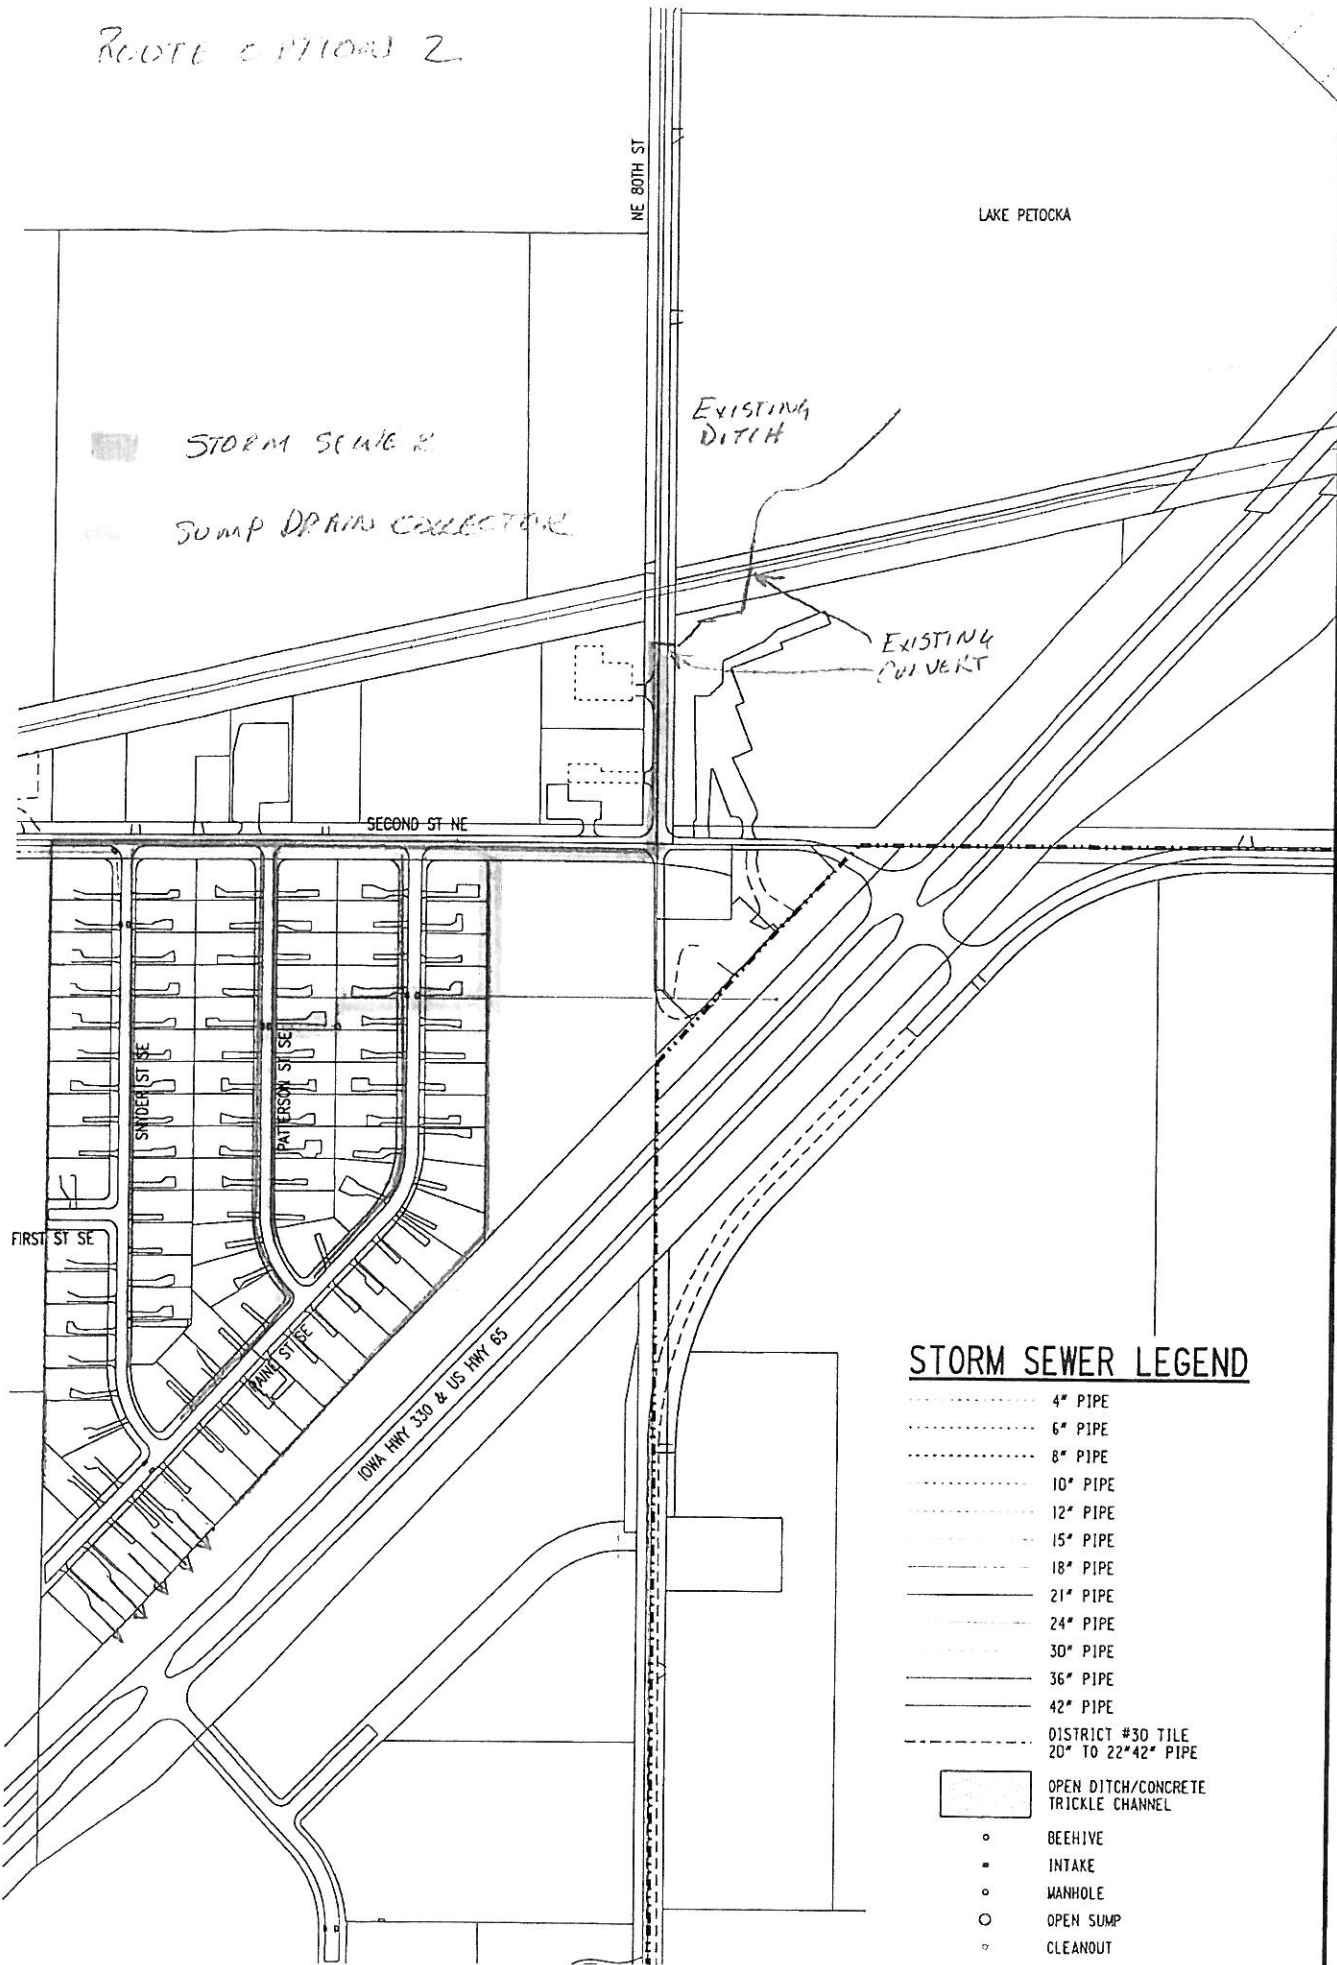 ROUTE OPTION 2
NE 80TH ST
LAKE PETOCKA
EXISTING
DITCH
STORM SEWER
SUMP DRAIN COLLECTOR
EXISTING
CULVERT
SECOND ST NE
SNYDER ST SE
PATTERSON ST SE
FIRST ST SE
PAINE ST SE
IOWA HWY 330 & US HWY 65
STORM SEWER LEGEND
4" PIPE
6" PIPE
8" PIPE
10" PIPE
12" PIPE
15" PIPE
18" PIPE
21" PIPE
24" PIPE
30" PIPE
36" PIPE
42" PIPE
DISTRICT #30 TILE
20" TO 22"42" PIPE
OPEN DITCH/CONCRETE
TRICKLE CHANNEL
BEEHIVE
INTAKE
MANHOLE
OPEN SUMP
CLEANOUT